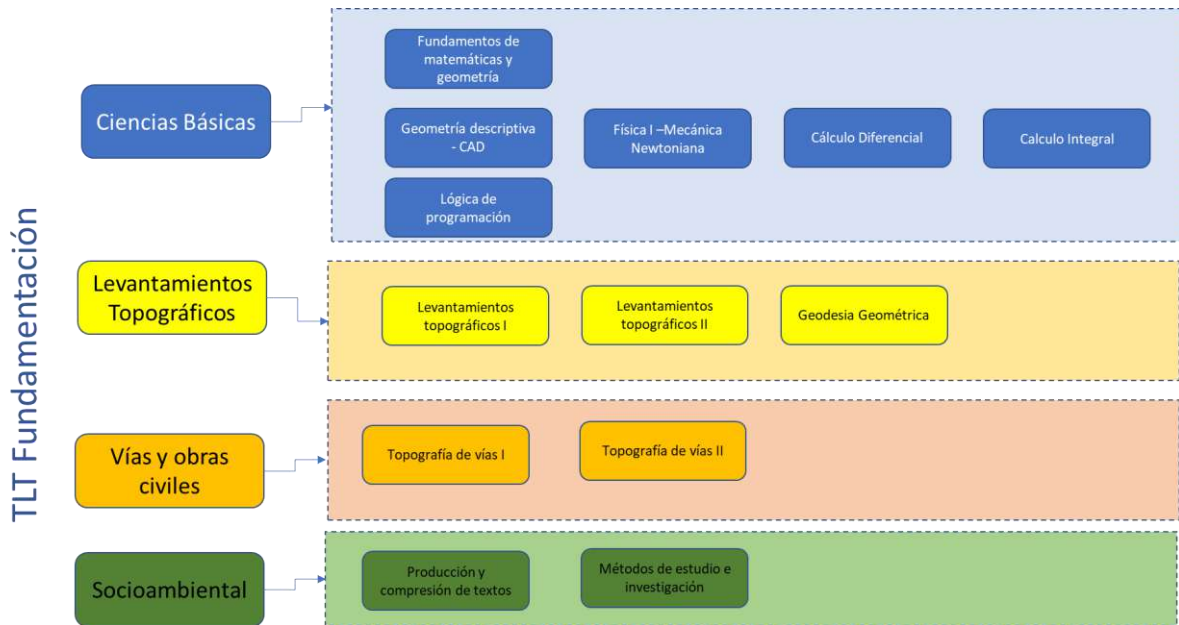 TLT Fundamentación
Ciencias Básicas
Fundamentos de
matemáticas y
geometría
Geometría descriptiva
- CAD
Física I –Mecánica
Newtoniana
Cálculo Diferencial
Calculo Integral
Lógica de
programación
Levantamientos
Topográficos
Levantamientos
topográficos I
Levantamientos
topográficos II
Geodesia Geométrica
Vías y obras
civiles
Topografía de vías I
Topografía de vías II
Socioambiental
Producción y
compresión de textos
Métodos de estudio e
investigación